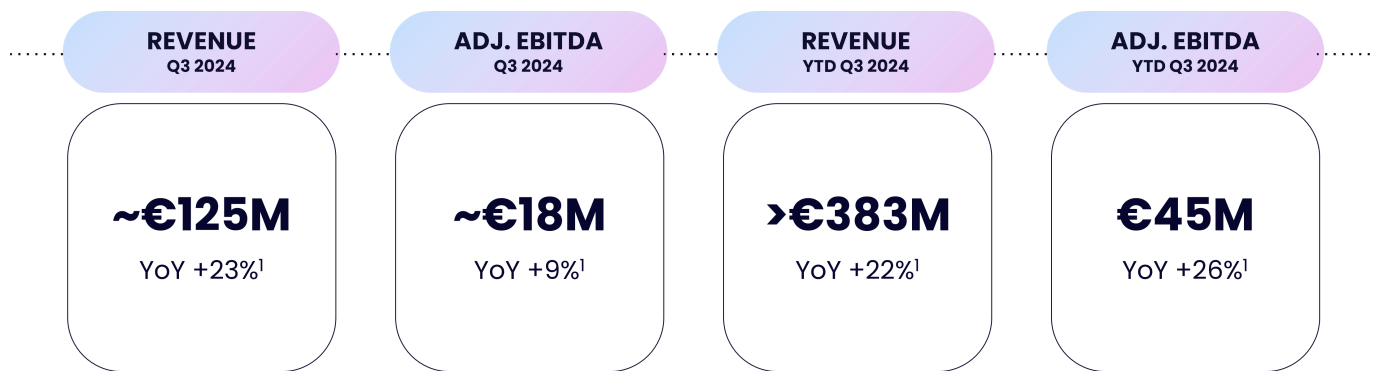 REVENUE
Q3 2024
~€125M
YoY +23%¹
ADJ. EBITDA
Q3 2024
~€18M
YoY +9%¹
REVENUE
YTD Q3 2024
>€383M
YoY +22%¹
ADJ. EBITDA
YTD Q3 2024
€45M
YoY +26%¹